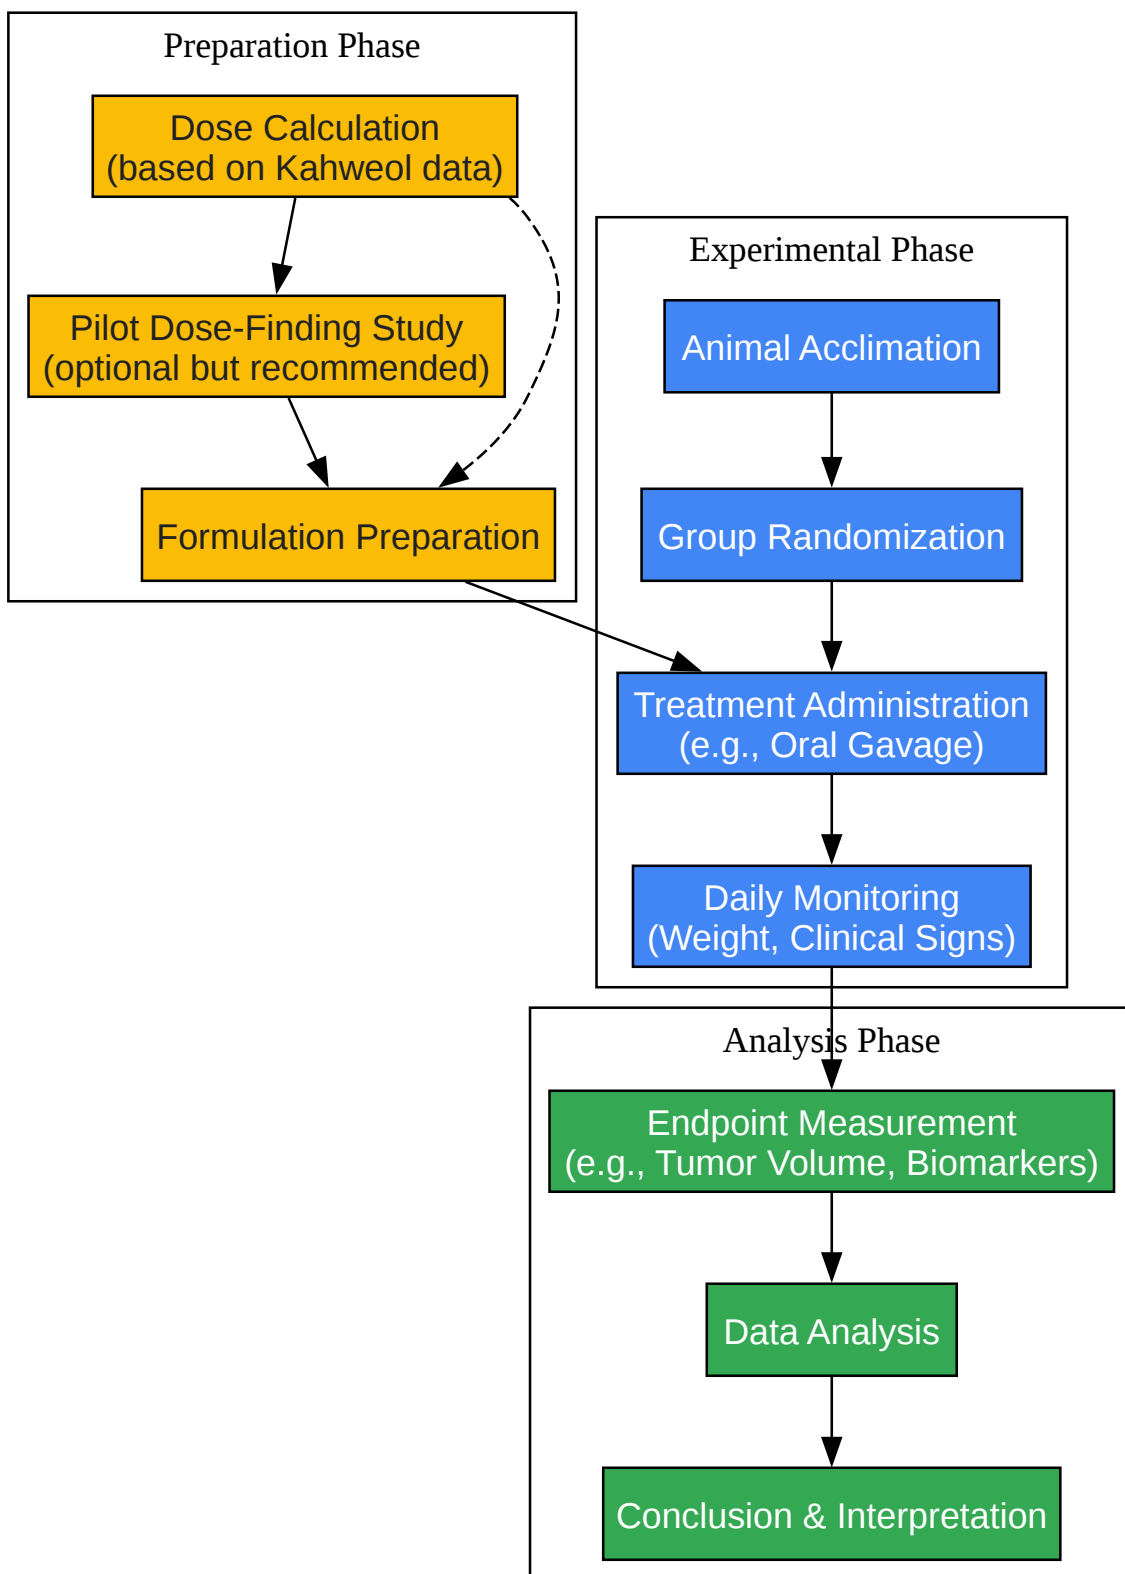 Preparation Phase
Dose Calculation
(based on Kahweol data)
Pilot Dose-Finding Study
(optional but recommended)
Formulation Preparation
Experimental Phase
Animal Acclimation
Group Randomization
Treatment Administration
(e.g., Oral Gavage)
Daily Monitoring
(Weight, Clinical Signs)
Analysis Phase
Endpoint Measurement
(e.g., Tumor Volume, Biomarkers)
Data Analysis
Conclusion & Interpretation